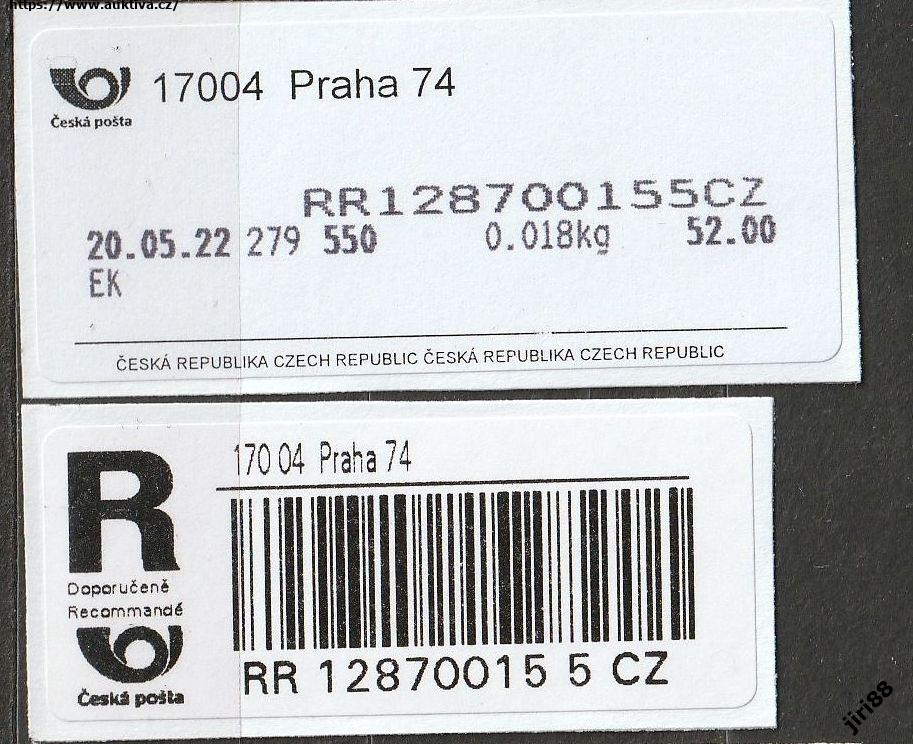 https://www.auktiva.cz/
17004 Praha 74
Česká pošta
RR128700155CZ
20.05.22 279 550 0.018kg 52.00
EK
ČESKÁ REPUBLIKA CZECH REPUBLIC ČESKÁ REPUBLIKA CZECH REPUBLIC
R
170 04 Praha 74
Doporučeně
Recommandé
Česká pošta
RR 12870015 5 CZ
jiri88